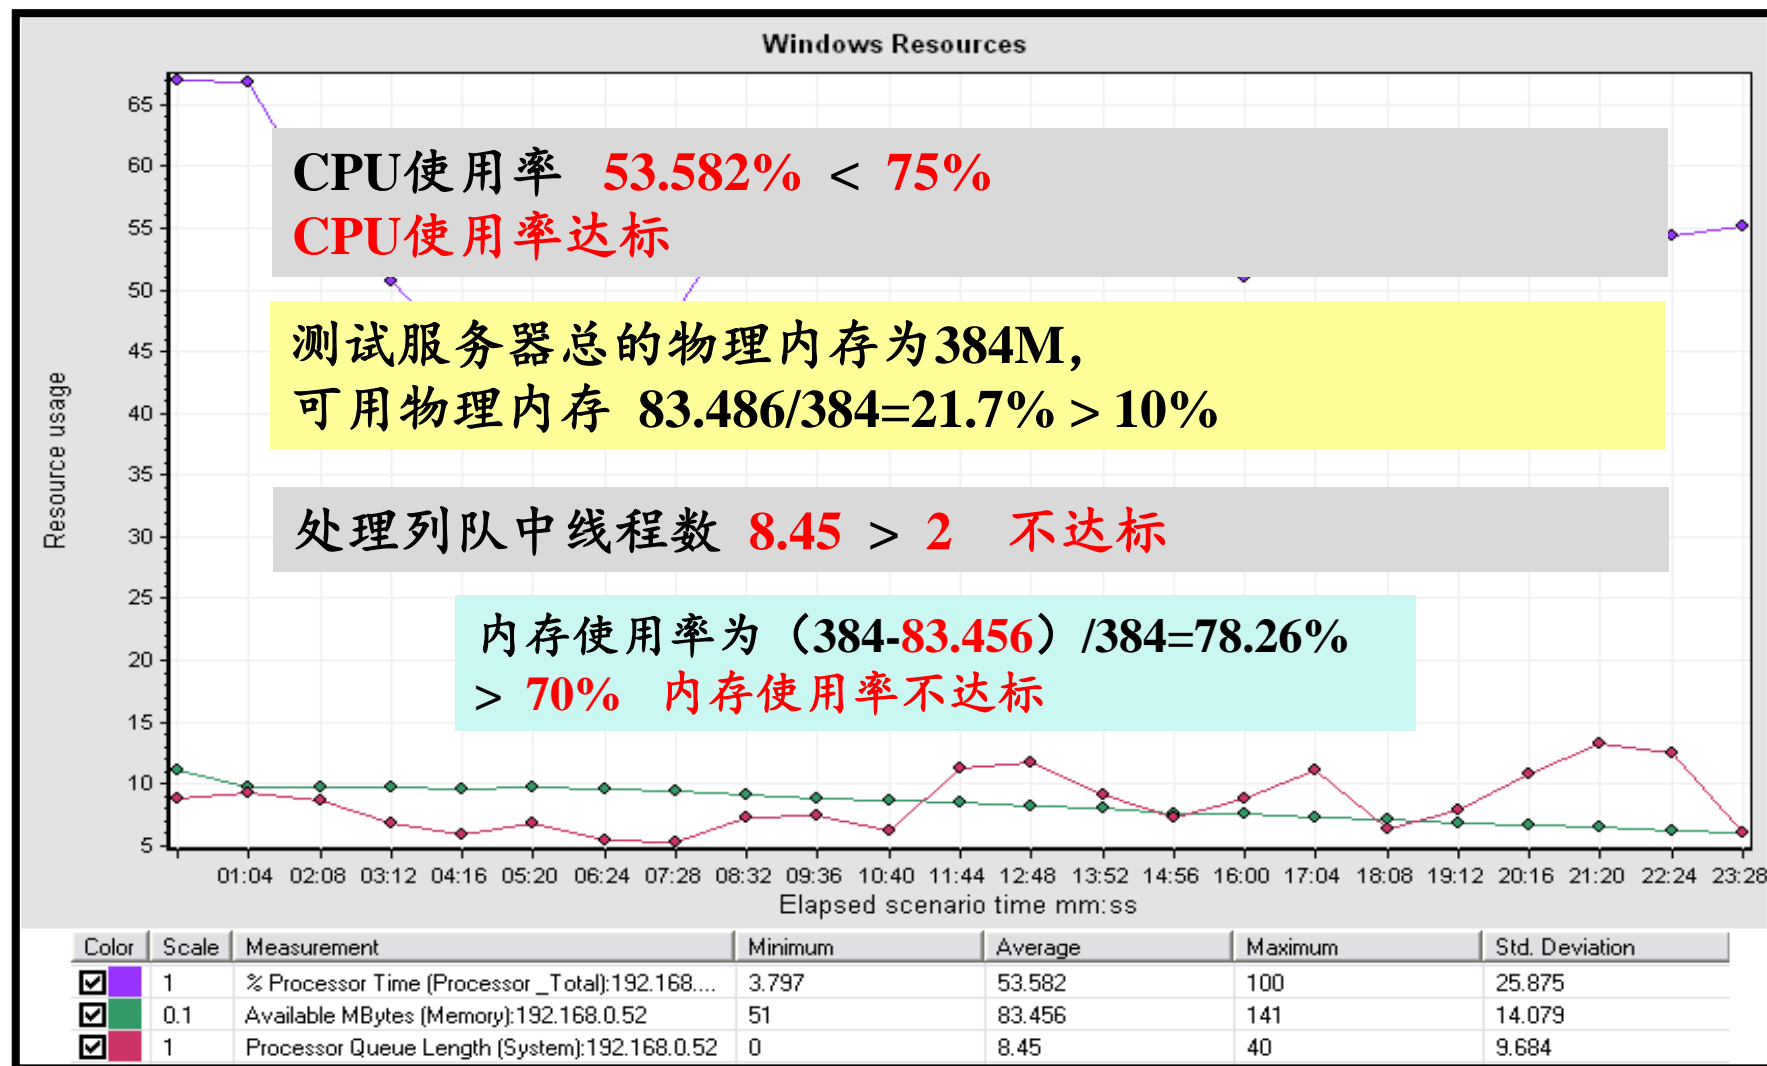 Windows Resources
65
60
55
50
45
40
35
30
25
20
15
10
5
Resource usage
CPU使用率 53.582% < 75%
CPU使用率达标
测试服务器总的物理内存为384M,
可用物理内存 83.486/384=21.7% > 10%
处理列队中线程数 8.45 > 2 不达标
内存使用率为（384-83.456）/384=78.26%
> 70% 内存使用率不达标
01:04 02:08 03:12 04:16 05:20 06:24 07:28 08:32 09:36 10:40 11:44 12:48 13:52 14:56 16:00 17:04 18:08 19:12 20:16 21:20 22:24 23:28
Elapsed scenario time mm:ss
Color Scale Measurement Minimum Average Maximum Std. Deviation
1 % Processor Time (Processor _Total):192.168.... 3.797 53.582 100 25.875
0.1 Available MBytes (Memory):192.168.0.52 51 83.456 141 14.079
1 Processor Queue Length (System):192.168.0.52 0 8.45 40 9.684